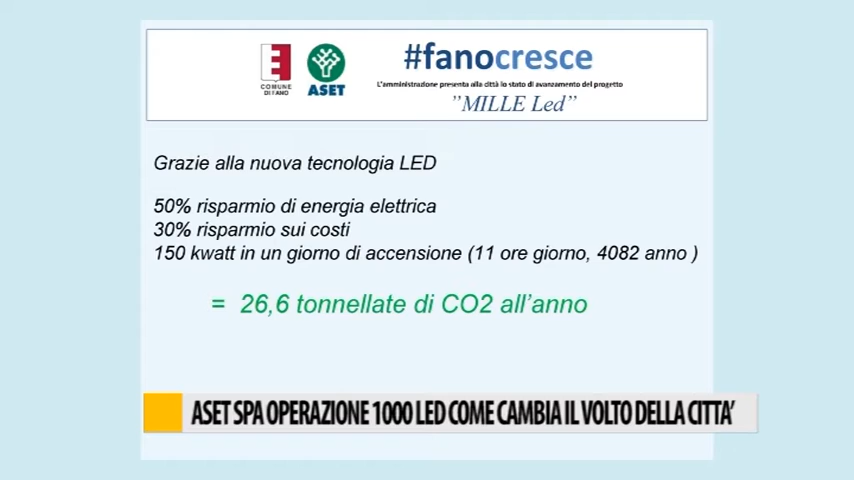 COMUNE
DI FANO
ASET
#fanocresce
L'amministrazione presenta alla città lo stato di avanzamento del progetto
"MILLE Led"
Grazie alla nuova tecnologia LED
50% risparmio di energia elettrica
30% risparmio sui costi
150 kwatt in un giorno di accensione (11 ore giorno, 4082 anno )
= 26,6 tonnellate di CO2 all'anno
ASET SPA OPERAZIONE 1000 LED COME CAMBIA IL VOLTO DELLA CITTA'